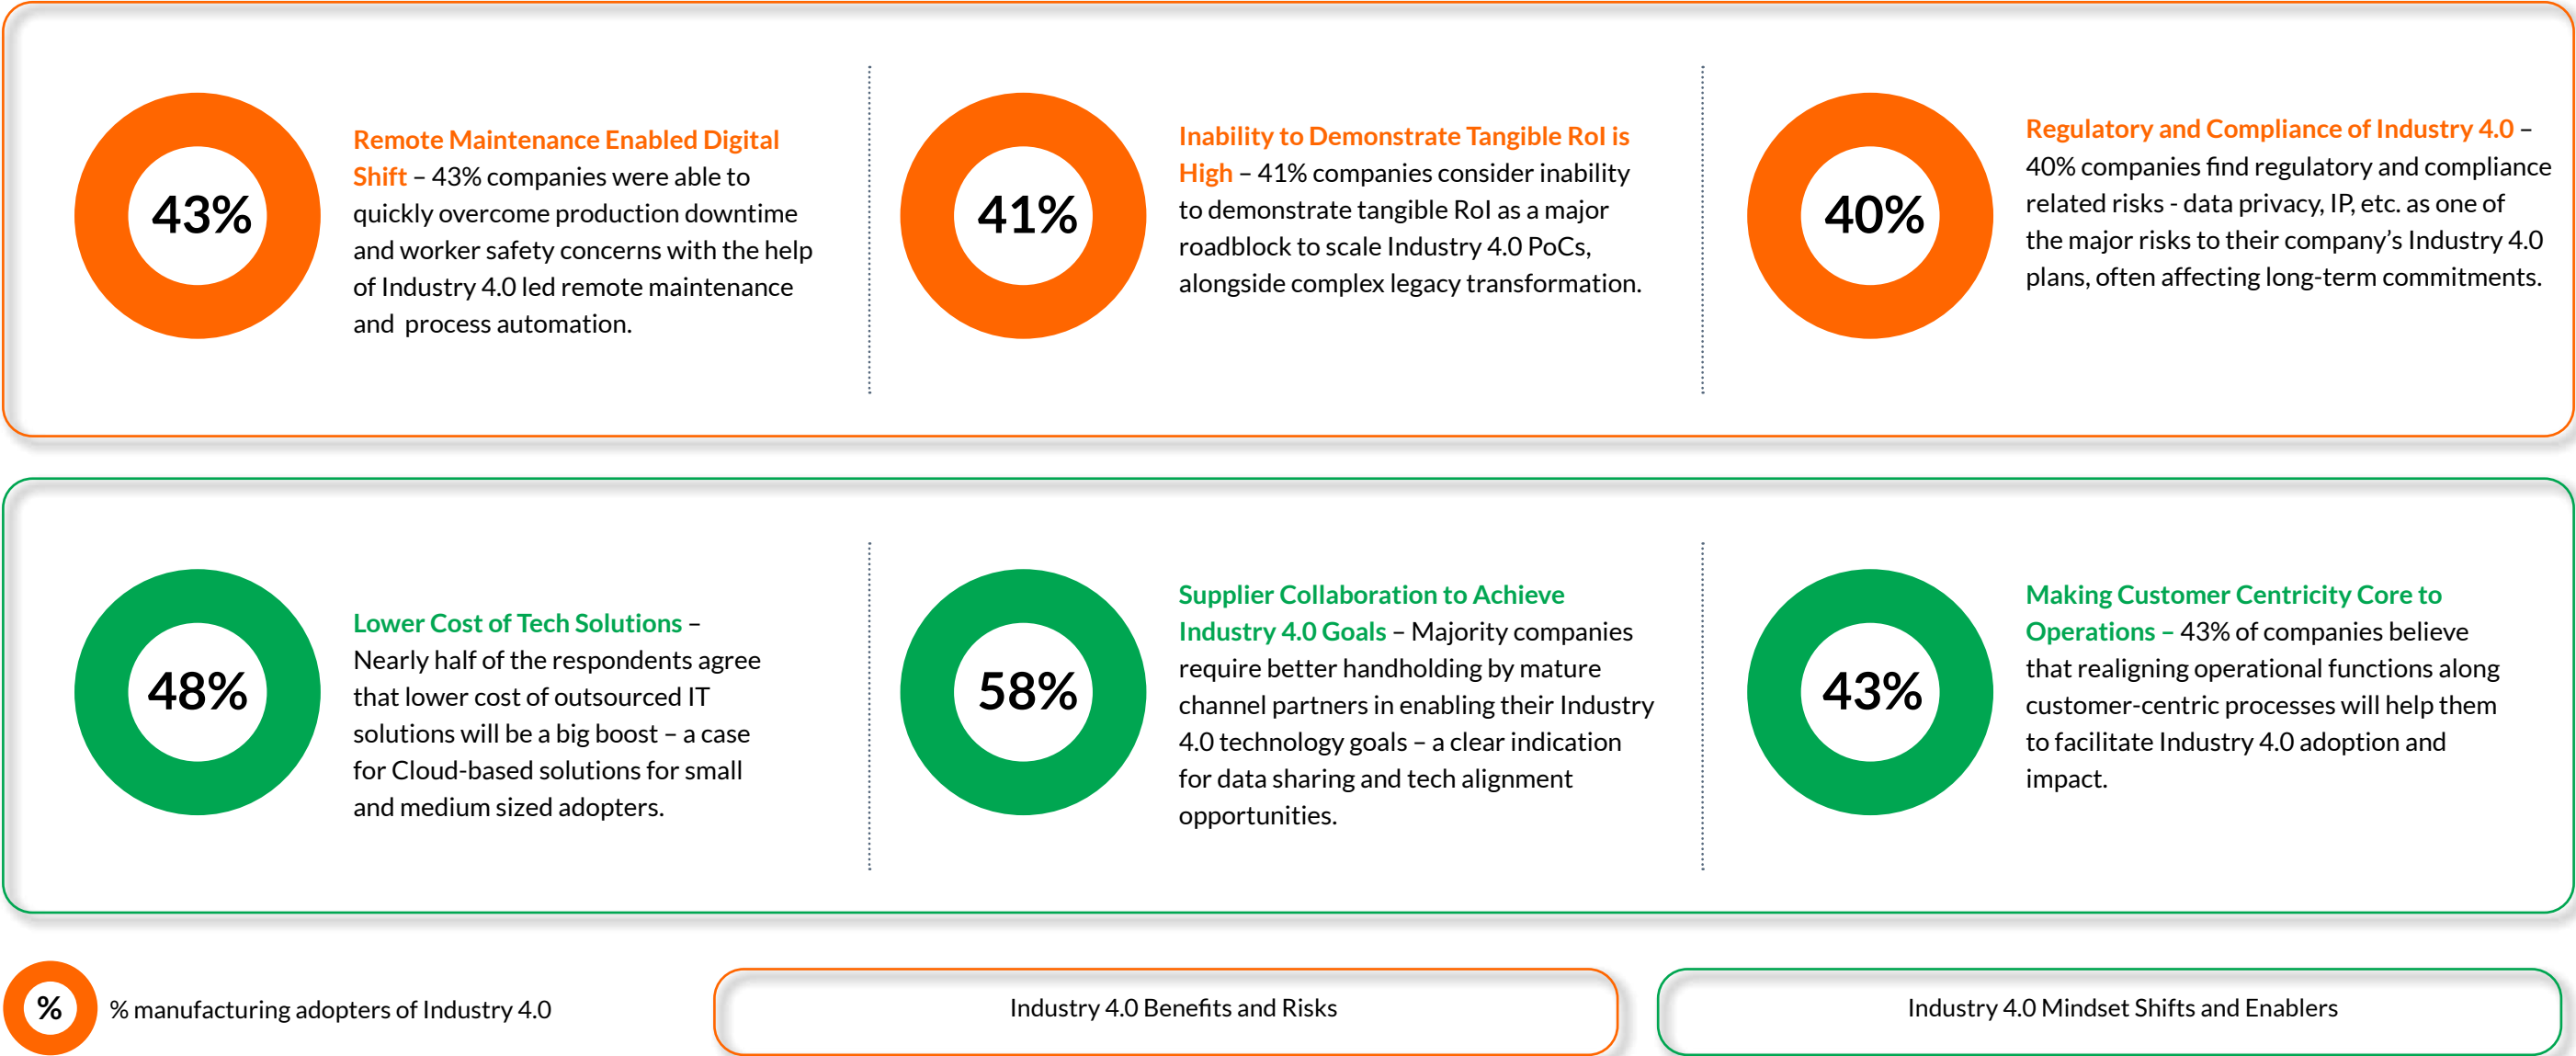 43%
Remote Maintenance Enabled Digital
Shift – 43% companies were able to
quickly overcome production downtime
and worker safety concerns with the help
of Industry 4.0 led remote maintenance
and process automation.
41%
Inability to Demonstrate Tangible RoI is
High – 41% companies consider inability
to demonstrate tangible RoI as a major
roadblock to scale Industry 4.0 PoCs,
alongside complex legacy transformation.
40%
Regulatory and Compliance of Industry 4.0 –
40% companies find regulatory and compliance
related risks - data privacy, IP, etc. as one of
the major risks to their company’s Industry 4.0
plans, often affecting long-term commitments.
48%
Lower Cost of Tech Solutions –
Nearly half of the respondents agree
that lower cost of outsourced IT
solutions will be a big boost – a case
for Cloud-based solutions for small
and medium sized adopters.
58%
Supplier Collaboration to Achieve
Industry 4.0 Goals – Majority companies
require better handholding by mature
channel partners in enabling their Industry
4.0 technology goals – a clear indication
for data sharing and tech alignment
opportunities.
43%
Making Customer Centricity Core to
Operations – 43% of companies believe
that realigning operational functions along
customer-centric processes will help them
to facilitate Industry 4.0 adoption and
impact.
%
% manufacturing adopters of Industry 4.0
Industry 4.0 Benefits and Risks
Industry 4.0 Mindset Shifts and Enablers